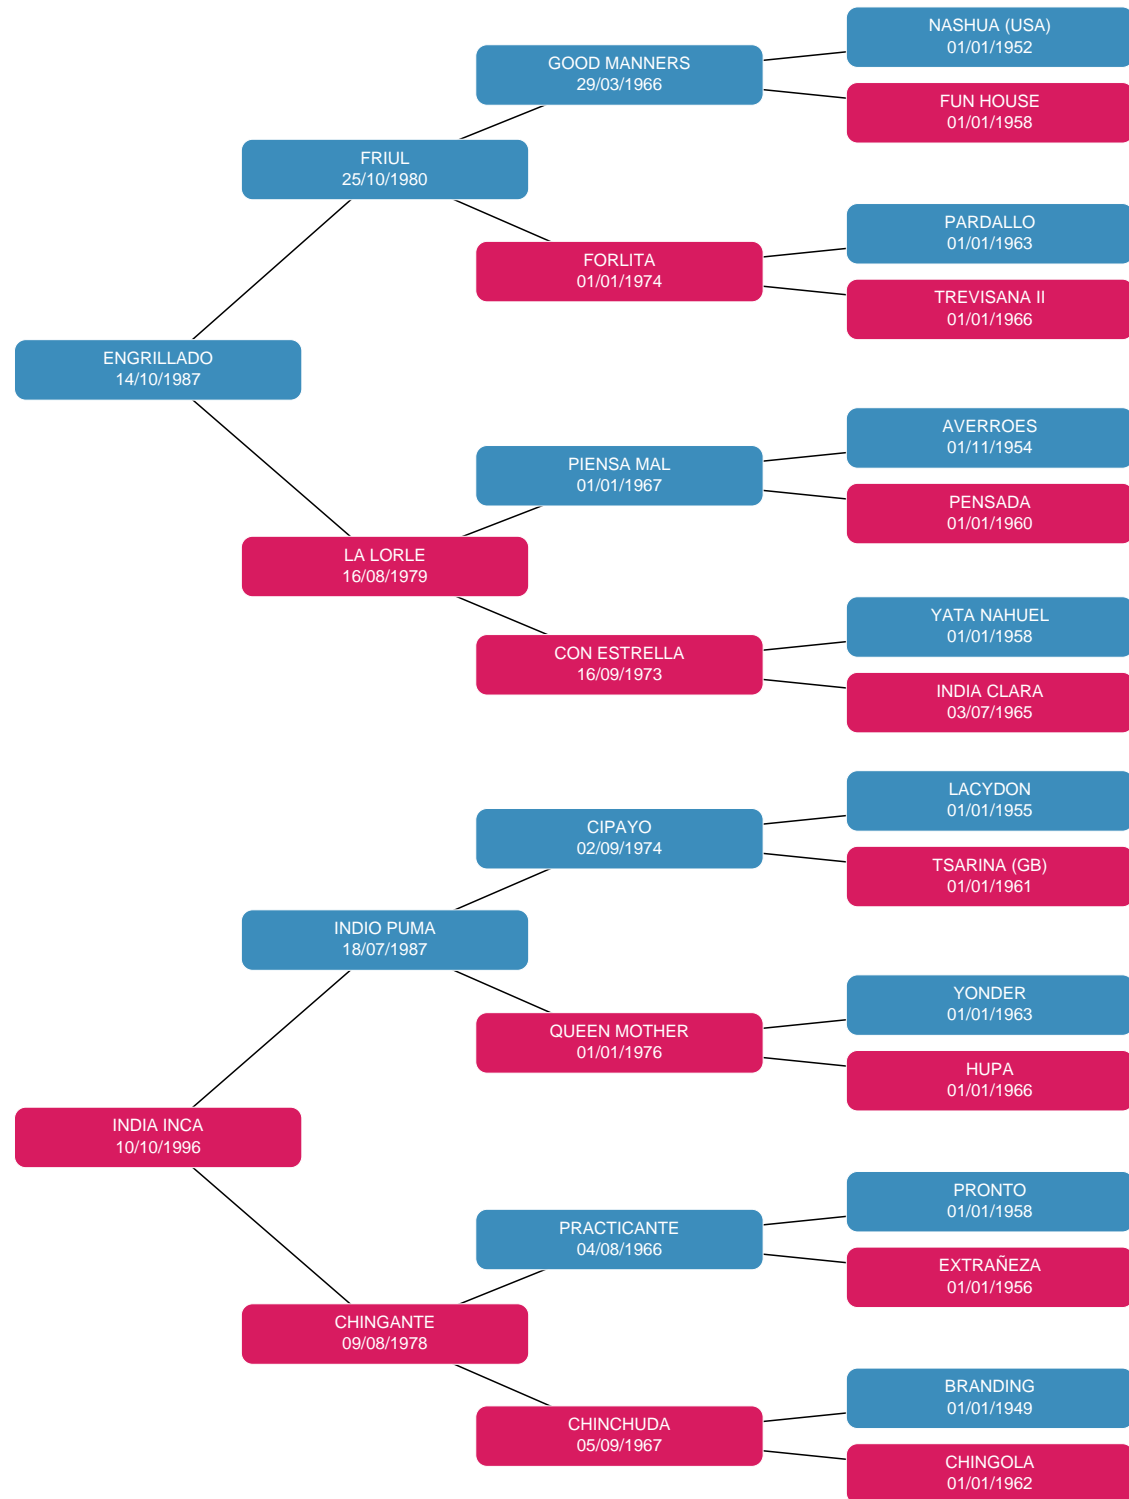 NASHUA (USA)
01/01/1952
GOOD MANNERS
29/03/1966
FUN HOUSE
01/01/1958
FRIUL
25/10/1980
PARDALLO
01/01/1963
FORLITA
01/01/1974
TREVISANA II
01/01/1966
ENGRILLADO
14/10/1987
AVERROES
01/11/1954
PIENSA MAL
01/01/1967
PENSADA
01/01/1960
LA LORLE
16/08/1979
YATA NAHUEL
01/01/1958
CON ESTRELLA
16/09/1973
INDIA CLARA
03/07/1965
LACYDON
01/01/1955
CIPAYO
02/09/1974
TSARINA (GB)
01/01/1961
INDIO PUMA
18/07/1987
YONDER
01/01/1963
QUEEN MOTHER
01/01/1976
HUPA
01/01/1966
INDIA INCA
10/10/1996
PRONTO
01/01/1958
PRACTICANTE
04/08/1966
EXTRAÑEZA
01/01/1956
CHINGANTE
09/08/1978
BRANDING
01/01/1949
CHINCHUDA
05/09/1967
CHINGOLA
01/01/1962